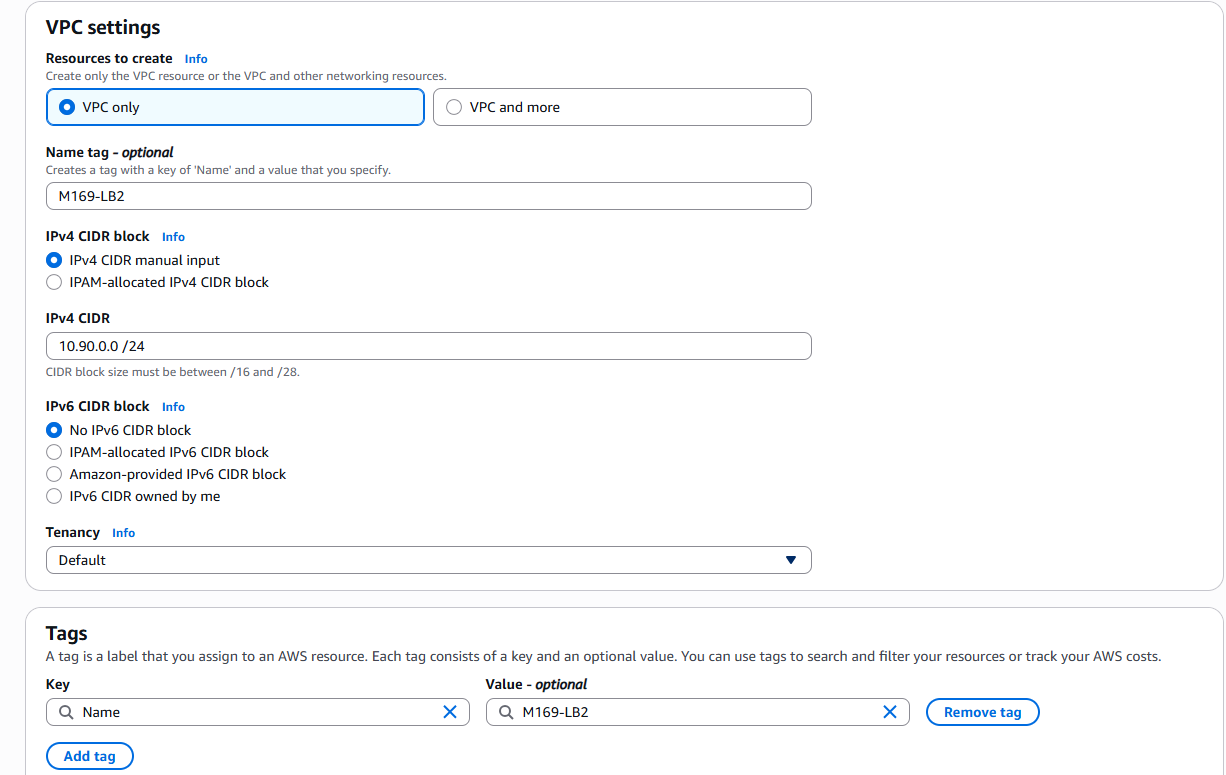 VPC settings
Resources to create Info
Create only the VPC resource or the VPC and other networking resources.
VPC only VPC and more
Name tag - optional
Creates a tag with a key of 'Name' and a value that you specify.
M169-LB2
IPv4 CIDR block Info
IPv4 CIDR manual input
IPAM-allocated IPv4 CIDR block
IPv4 CIDR
10.90.0.0 /24
CIDR block size must be between /16 and /28.
IPv6 CIDR block Info
No IPv6 CIDR block
IPAM-allocated IPv6 CIDR block
Amazon-provided IPv6 CIDR block
IPv6 CIDR owned by me
Tenancy Info
Default
Tags
A tag is a label that you assign to an AWS resource. Each tag consists of a key and an optional value. You can use tags to search and filter your resources or track your AWS costs.
Key Value - optional
Name M169-LB2 Remove tag
Add tag